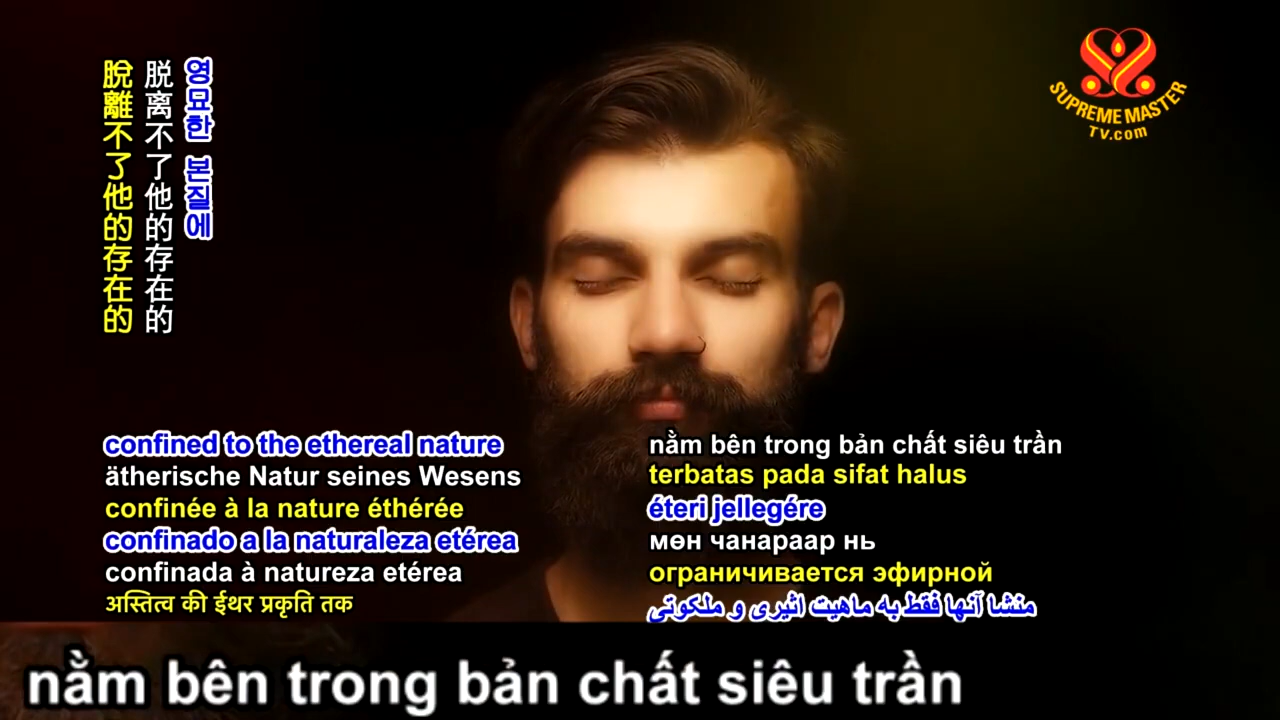 영묘한 본질에
脱离不了他的存在的
脫離不了他的存在的
SUPREME MASTER
TV.com
confined to the ethereal nature
ätherische Natur seines Wesens
confinée à la nature éthérée
confinado a la naturaleza etérea
confinada à natureza etérea
अस्तित्व की ईथर प्रकृति तक
nằm bên trong bản chất siêu trần
terbatas pada sifat halus
éteri jellegére
мөн чанараар нь
ограничивается эфирной
منشا آنها فقط به ماهیت اثیری و ملکوتی
nằm bên trong bản chất siêu trần